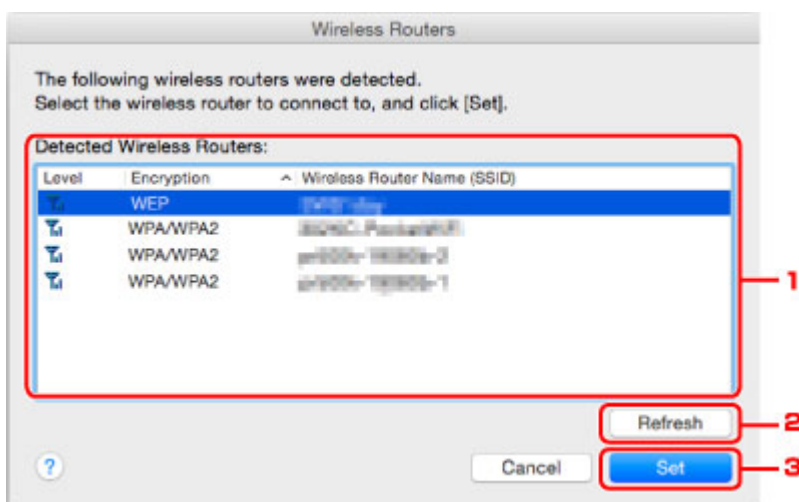 Wireless Routers
The following wireless routers were detected.
Select the wireless router to connect to, and click [Set].
Detected Wireless Routers:
Level Encryption Wireless Router Name (SSID)
WEP
WPA/WPA2
WPA/WPA2
WPA/WPA2
1
Refresh 2
? Cancel Set 3